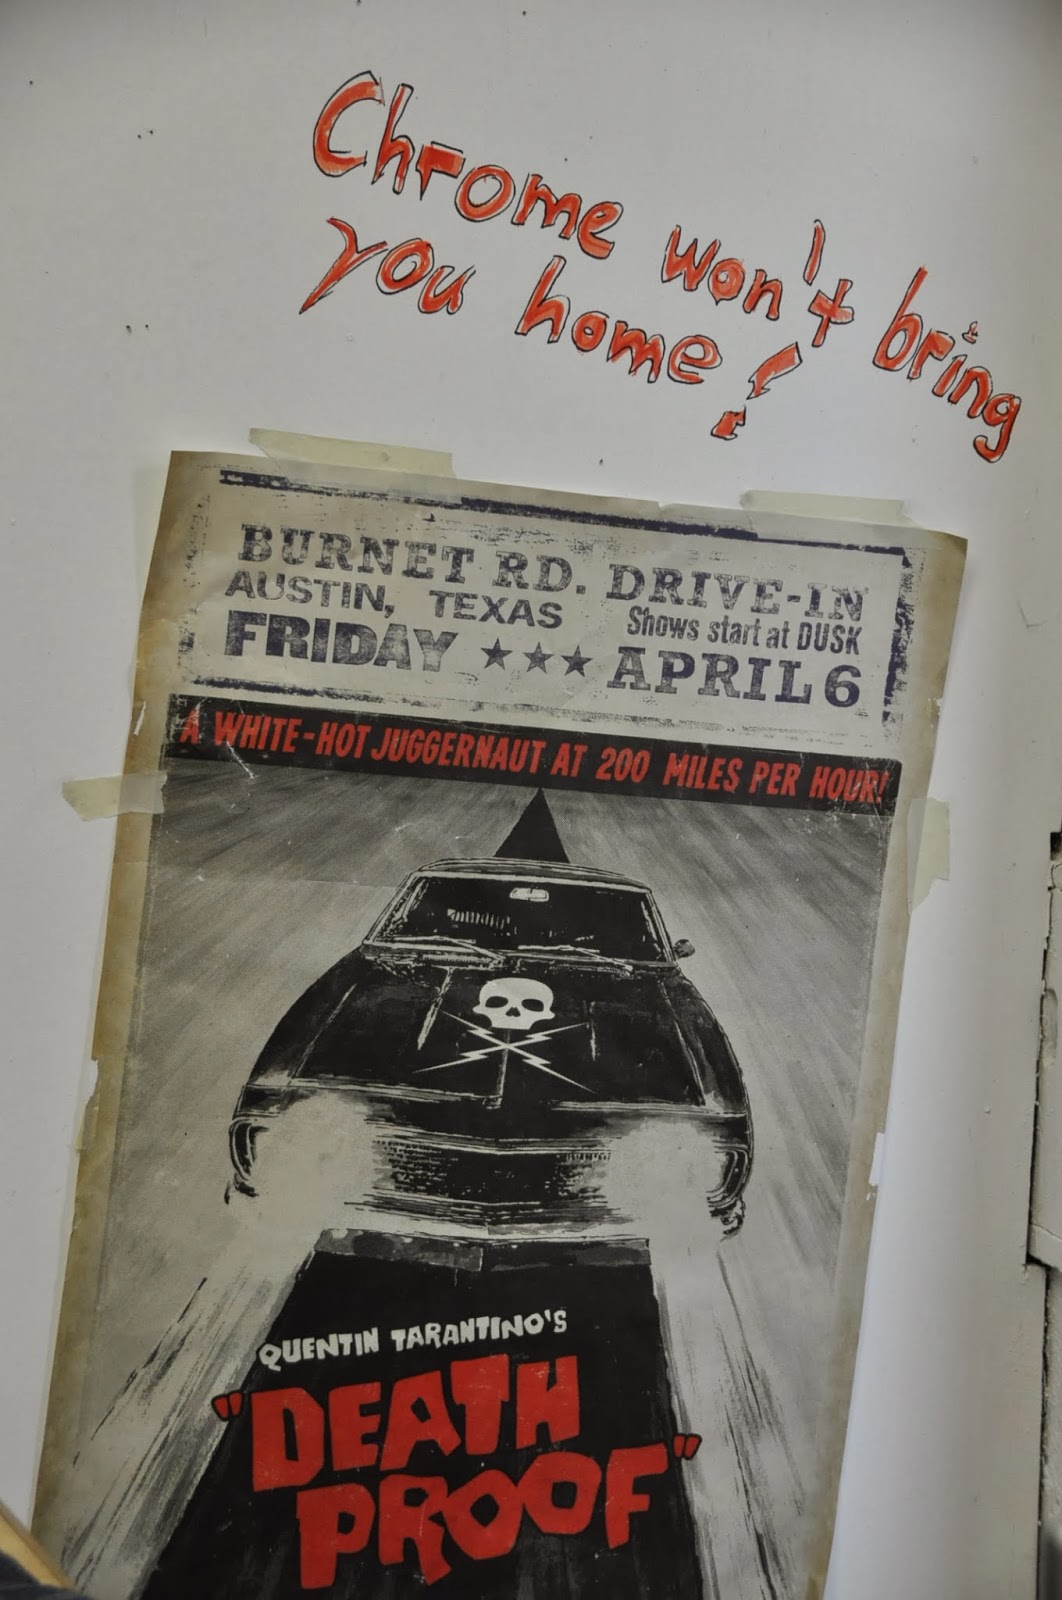 Chrome won't bring
you home!
BURNET RD. DRIVE-IN
AUSTIN, TEXAS Shows start at DUSK
FRIDAY ★★★ APRIL 6
A WHITE-HOT JUGGERNAUT AT 200 MILES PER HOUR!
QUENTIN TARANTINO'S
"DEATH
PROOF"